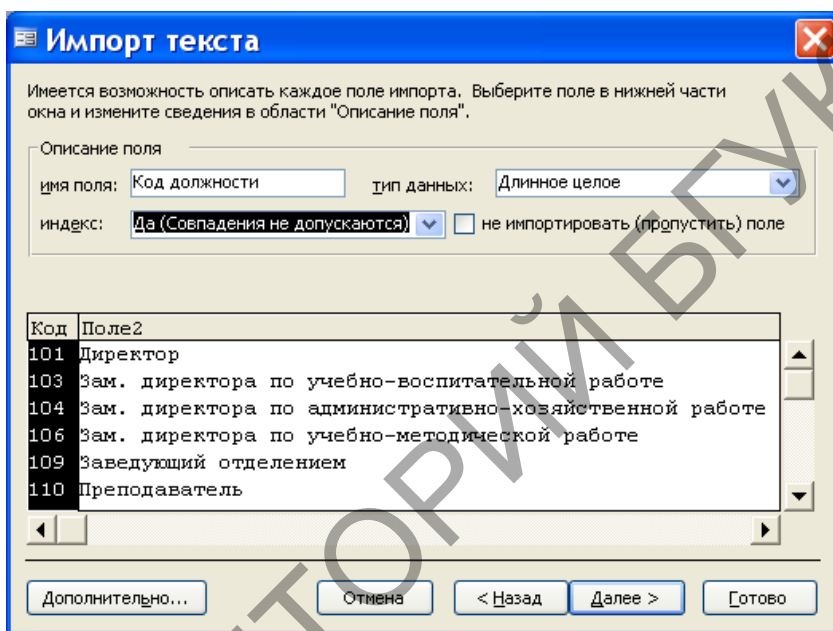 Импорт текста
Имеется возможность описать каждое поле импорта. Выберите поле в нижней части
окна и измените сведения в области "Описание поля".
Описание поля
имя поля: Код должности тип данных: Длинное целое
индекс: Да (Совпадения не допускаются) не импортировать (пропустить) поле
Код Поле2
101 Директор
103 Зам. директора по учебно-воспитательной работе
104 Зам. директора по административно-хозяйственной работе
106 Зам. директора по учебно-методической работе
109 Заведующий отделением
110 Преподаватель
Дополнительно... Отмена < Назад Далее > Готово
ТОРИЙ БГУК